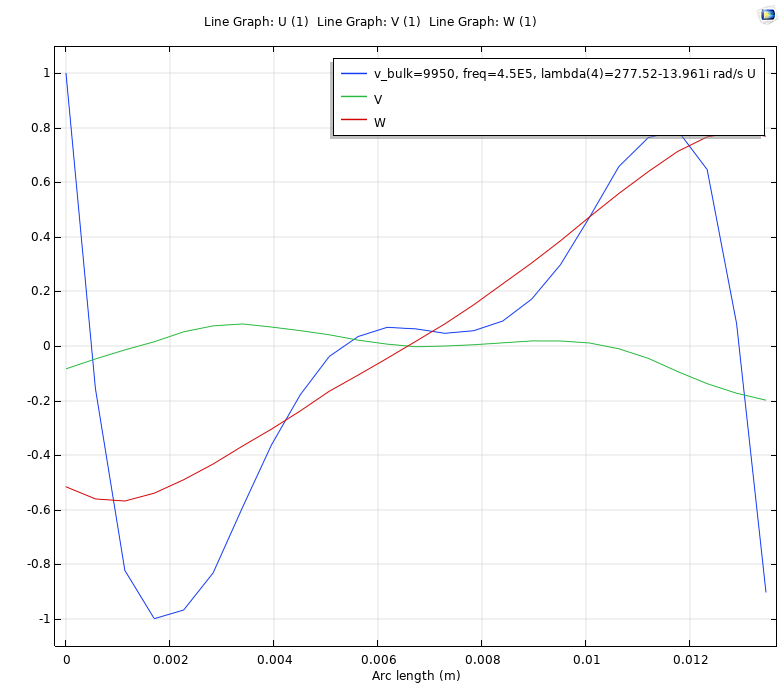 Line Graph: U (1)  Line Graph: V (1)  Line Graph: W (1)
v_bulk=9950, freq=4.5E5, lambda(4)=277.52-13.961i rad/s U
V
W
1
0.8
0.6
0.4
0.2
0
-0.2
-0.4
-0.6
-0.8
-1
0 0.002 0.004 0.006 0.008 0.01 0.012
Arc length (m)